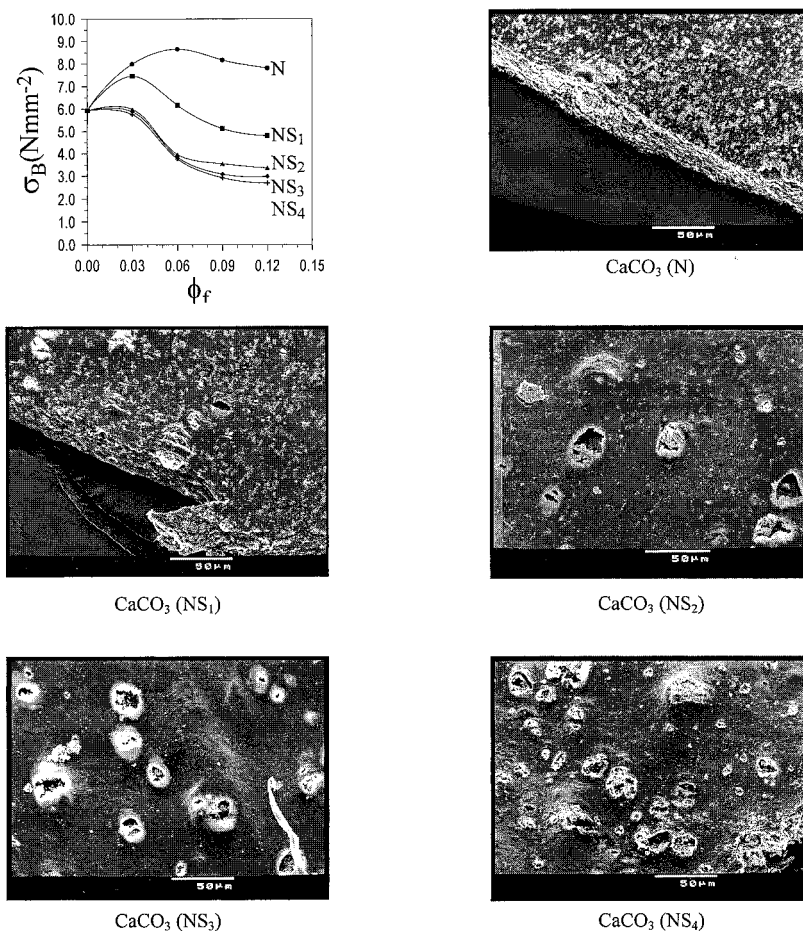 10.0
9.0
8.0
7.0
6.0
5.0
4.0
3.0
2.0
1.0
0.0
σB(Nmm-2)
N
NS1
NS2
NS3
NS4
0.00 0.03 0.06 0.09 0.12 0.15
ϕf
50µm
CaCO3 (N)
50µm
CaCO3 (NS1)
50µm
CaCO3 (NS2)
50µm
CaCO3 (NS3)
50µm
CaCO3 (NS4)